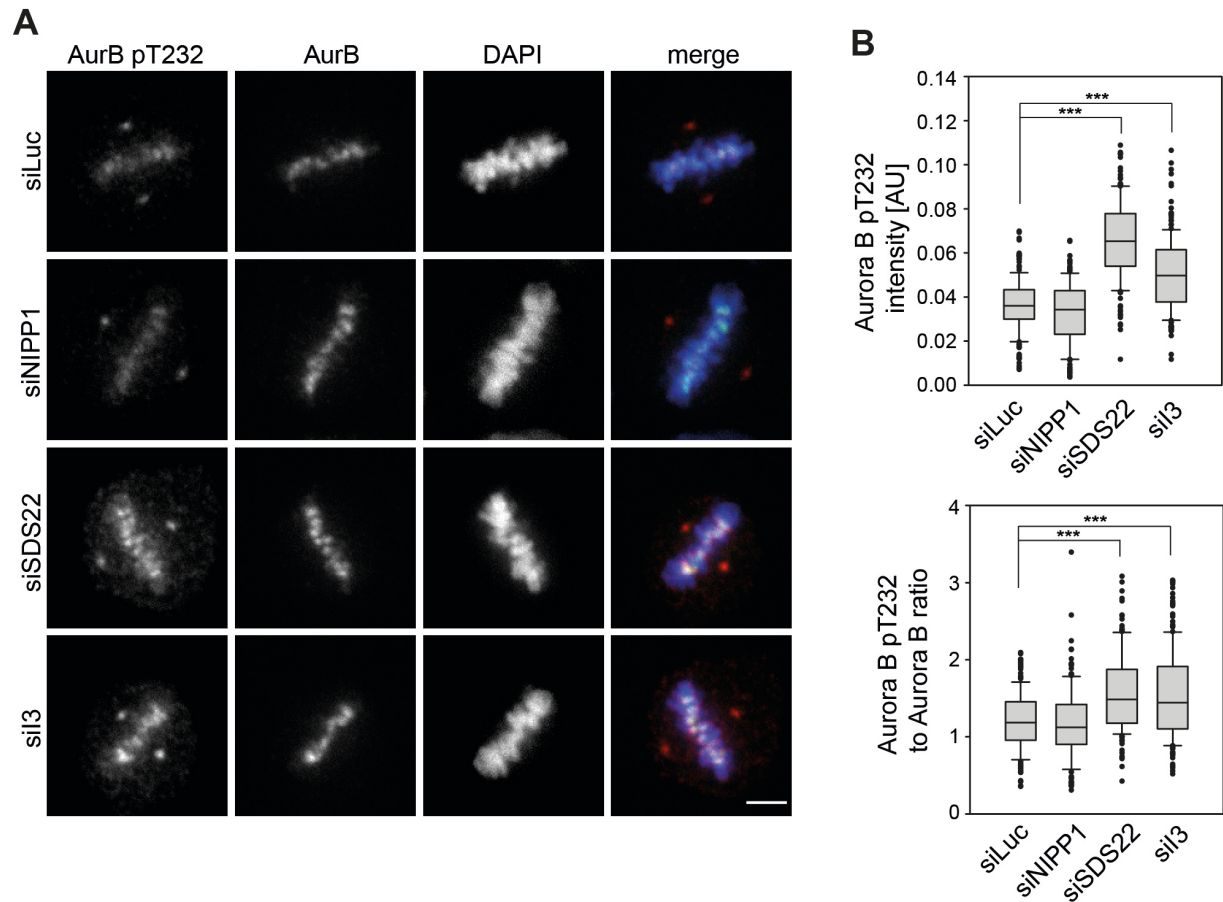 A
AurB pT232 AurB DAPI merge
siLuc
siNIPP1
siSDS22
siI3
B
Aurora B pT232
intensity [AU]
0.14
0.12
0.10
0.08
0.06
0.04
0.02
0.00
***
***
siLuc siNIPP1 siSDS22 siI3
Aurora B pT232
to Aurora B ratio
4
3
2
1
0
***
***
siLuc siNIPP1 siSDS22 siI3